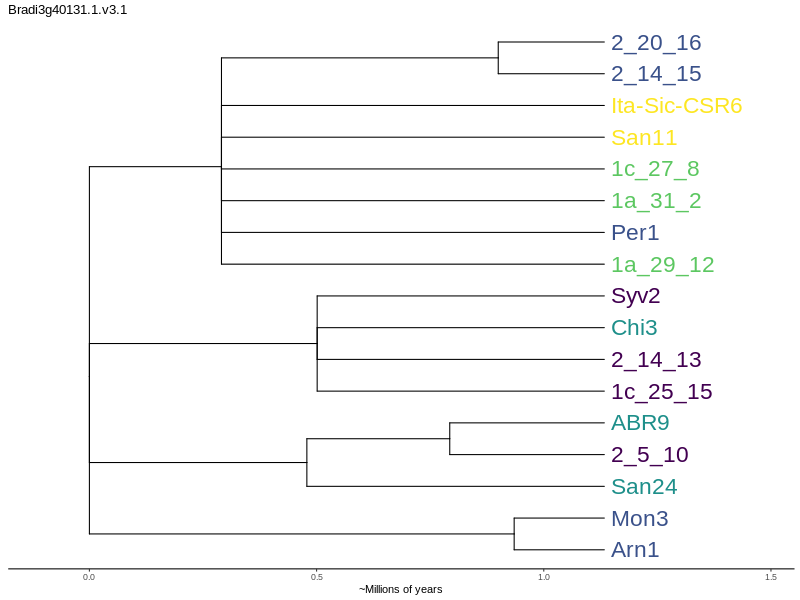 Bradi3g40131.1.v3.1
2_20_16
2_14_15
Ita-Sic-CSR6
San11
1c_27_8
1a_31_2
Per1
1a_29_12
Syv2
Chi3
2_14_13
1c_25_15
ABR9
2_5_10
San24
Mon3
Arn1
0.0 0.5 1.0 1.5
~Millions of years